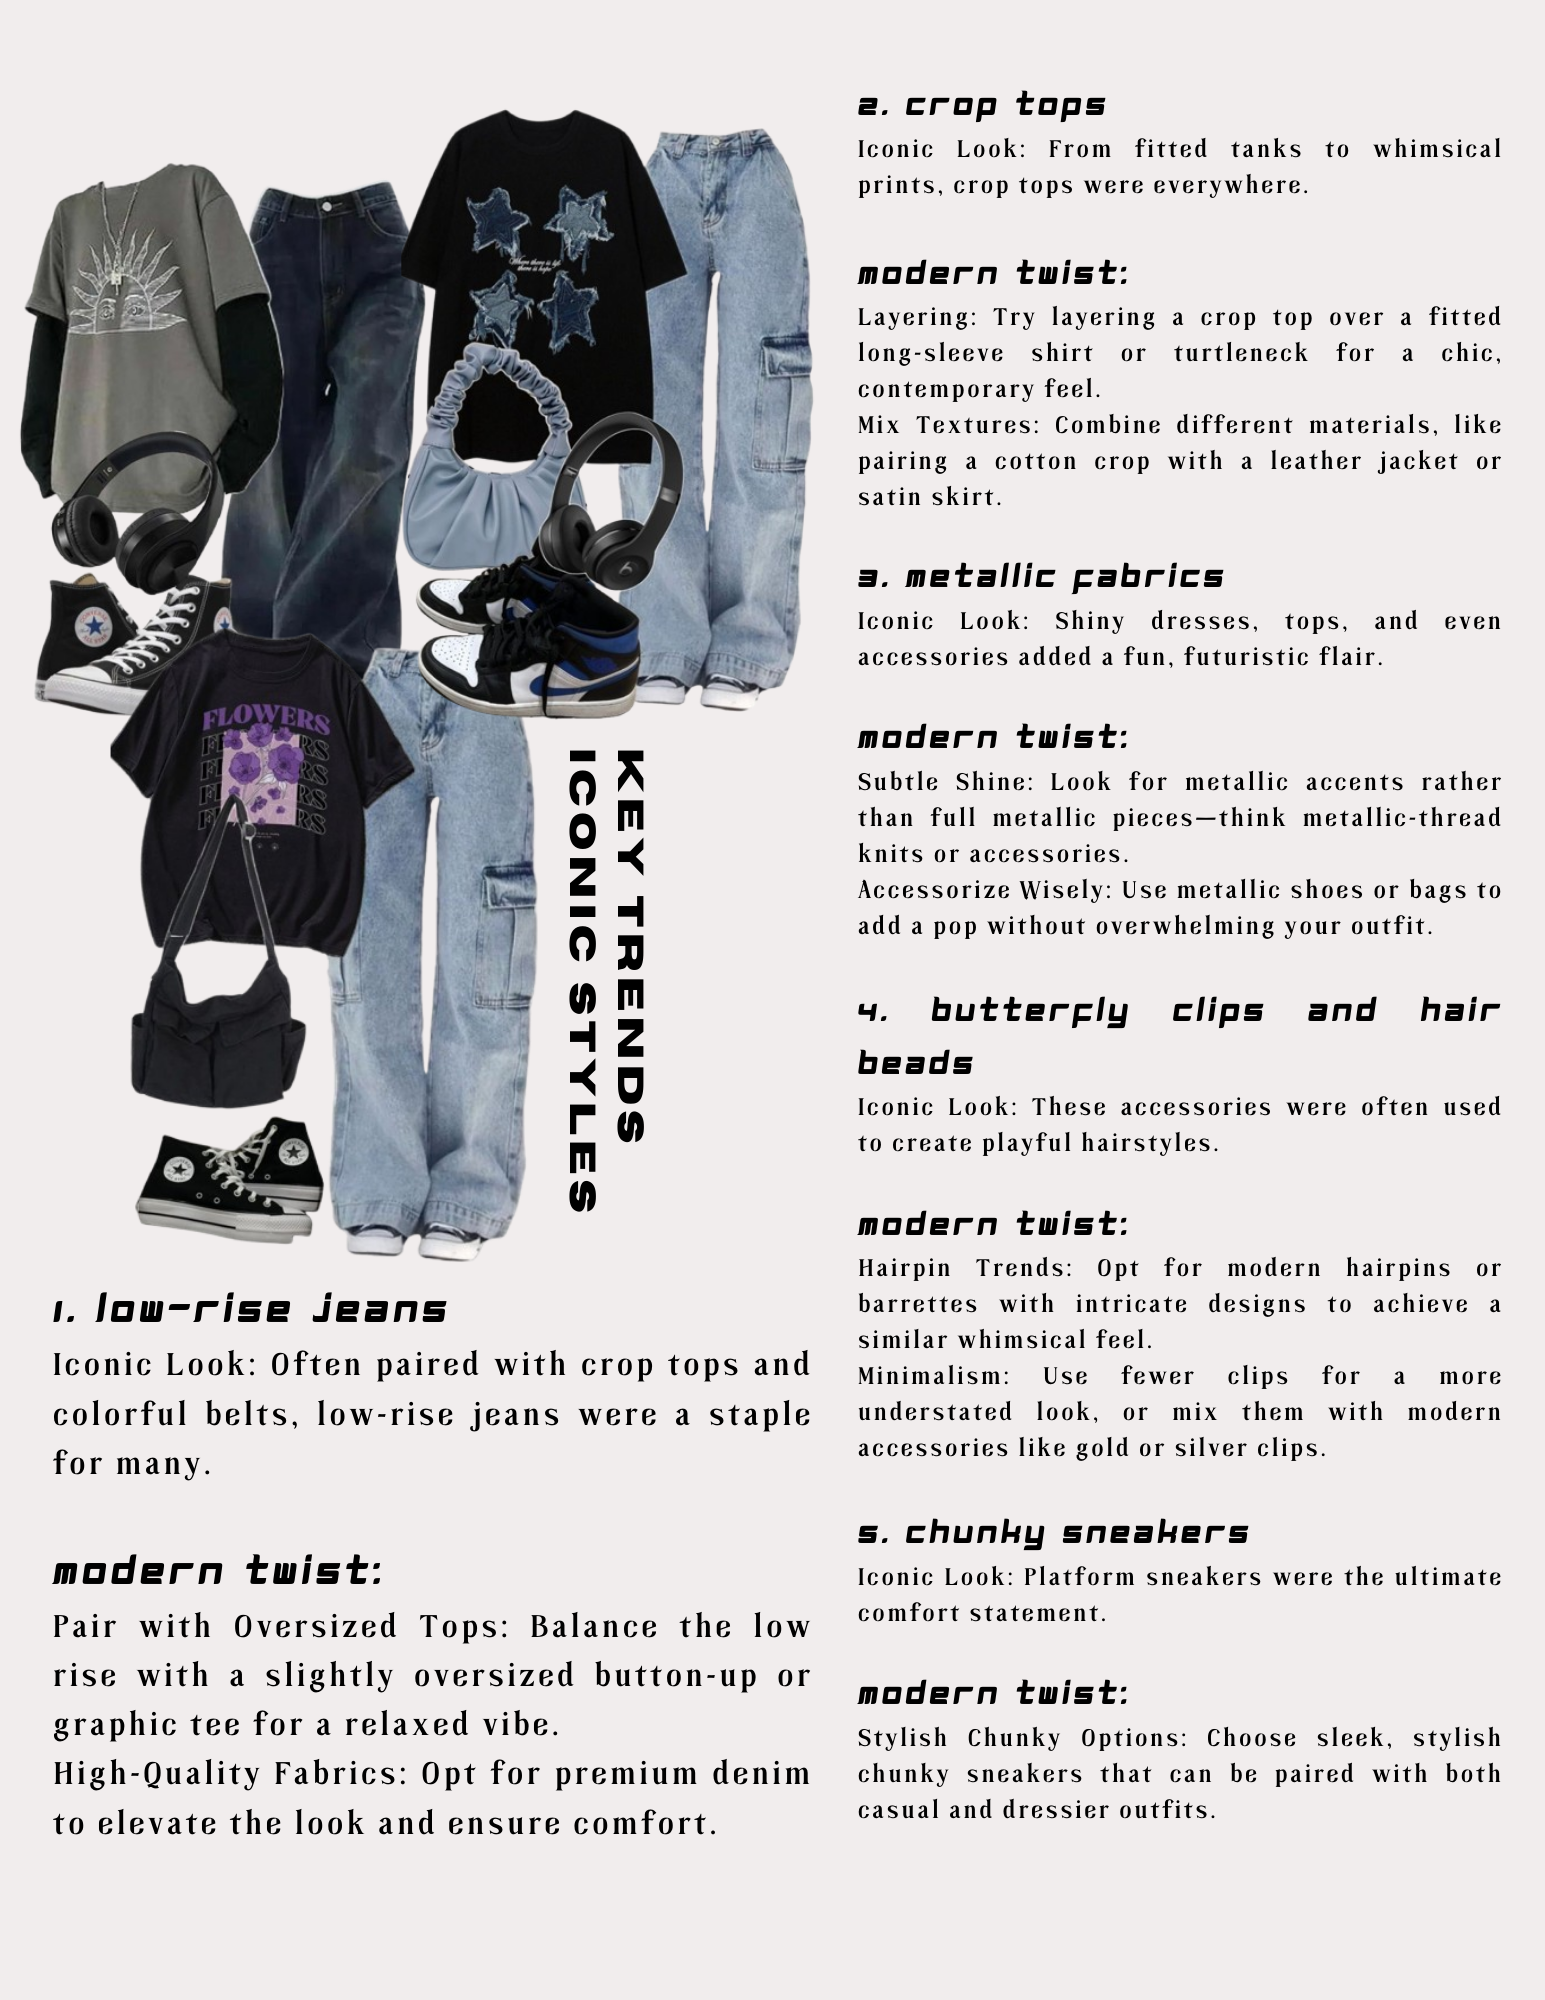 Where there is life
there is hope
FLOWERS
KEY TRENDS
ICONIC STYLES
1. low-rise jeans
Iconic Look: Often paired with crop tops and
colorful belts, low-rise jeans were a staple
for many.
modern twist:
Pair with Oversized Tops: Balance the low
rise with a slightly oversized button-up or
graphic tee for a relaxed vibe.
High-Quality Fabrics: Opt for premium denim
to elevate the look and ensure comfort.
2. crop tops
Iconic Look: From fitted tanks to whimsical
prints, crop tops were everywhere.
modern twist:
Layering: Try layering a crop top over a fitted
long-sleeve shirt or turtleneck for a chic,
contemporary feel.
Mix Textures: Combine different materials, like
pairing a cotton crop with a leather jacket or
satin skirt.
3. metallic fabrics
Iconic Look: Shiny dresses, tops, and even
accessories added a fun, futuristic flair.
modern twist:
Subtle Shine: Look for metallic accents rather
than full metallic pieces—think metallic-thread
knits or accessories.
Accessorize Wisely: Use metallic shoes or bags to
add a pop without overwhelming your outfit.
4. butterfly clips and hair
beads
Iconic Look: These accessories were often used
to create playful hairstyles.
modern twist:
Hairpin Trends: Opt for modern hairpins or
barrettes with intricate designs to achieve a
similar whimsical feel.
Minimalism: Use fewer clips for a more
understated look, or mix them with modern
accessories like gold or silver clips.
5. chunky sneakers
Iconic Look: Platform sneakers were the ultimate
comfort statement.
modern twist:
Stylish Chunky Options: Choose sleek, stylish
chunky sneakers that can be paired with both
casual and dressier outfits.